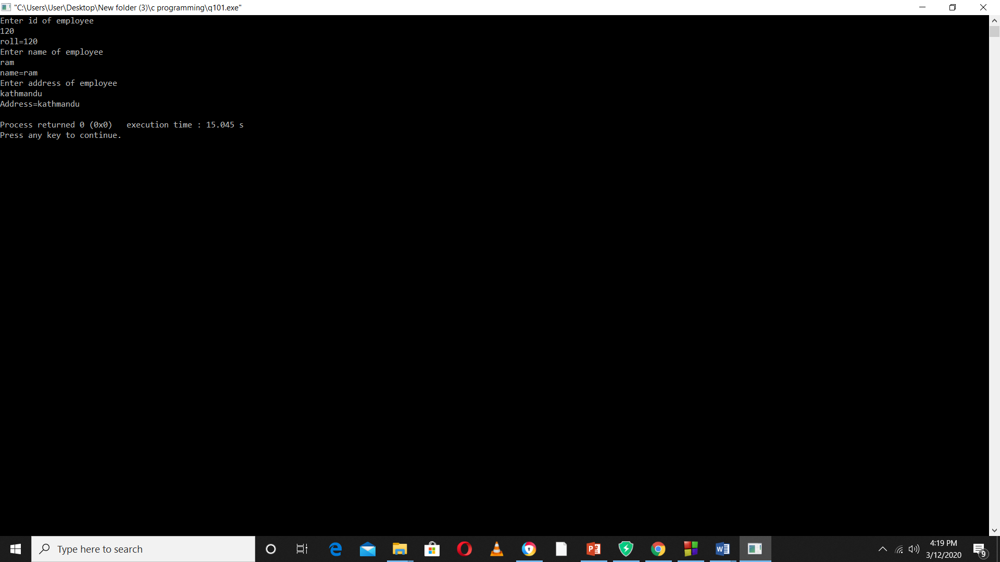 "C:\Users\User\Desktop\New folder (3)\c programming\q101.exe"
Enter id of employee
120
roll=120
Enter name of employee
ram
name=ram
Enter address of employee
kathmandu
Address=kathmandu
Process returned 0 (0x0)   execution time : 15.045 s
Press any key to continue.
Type here to search
4:19 PM
3/12/2020
9